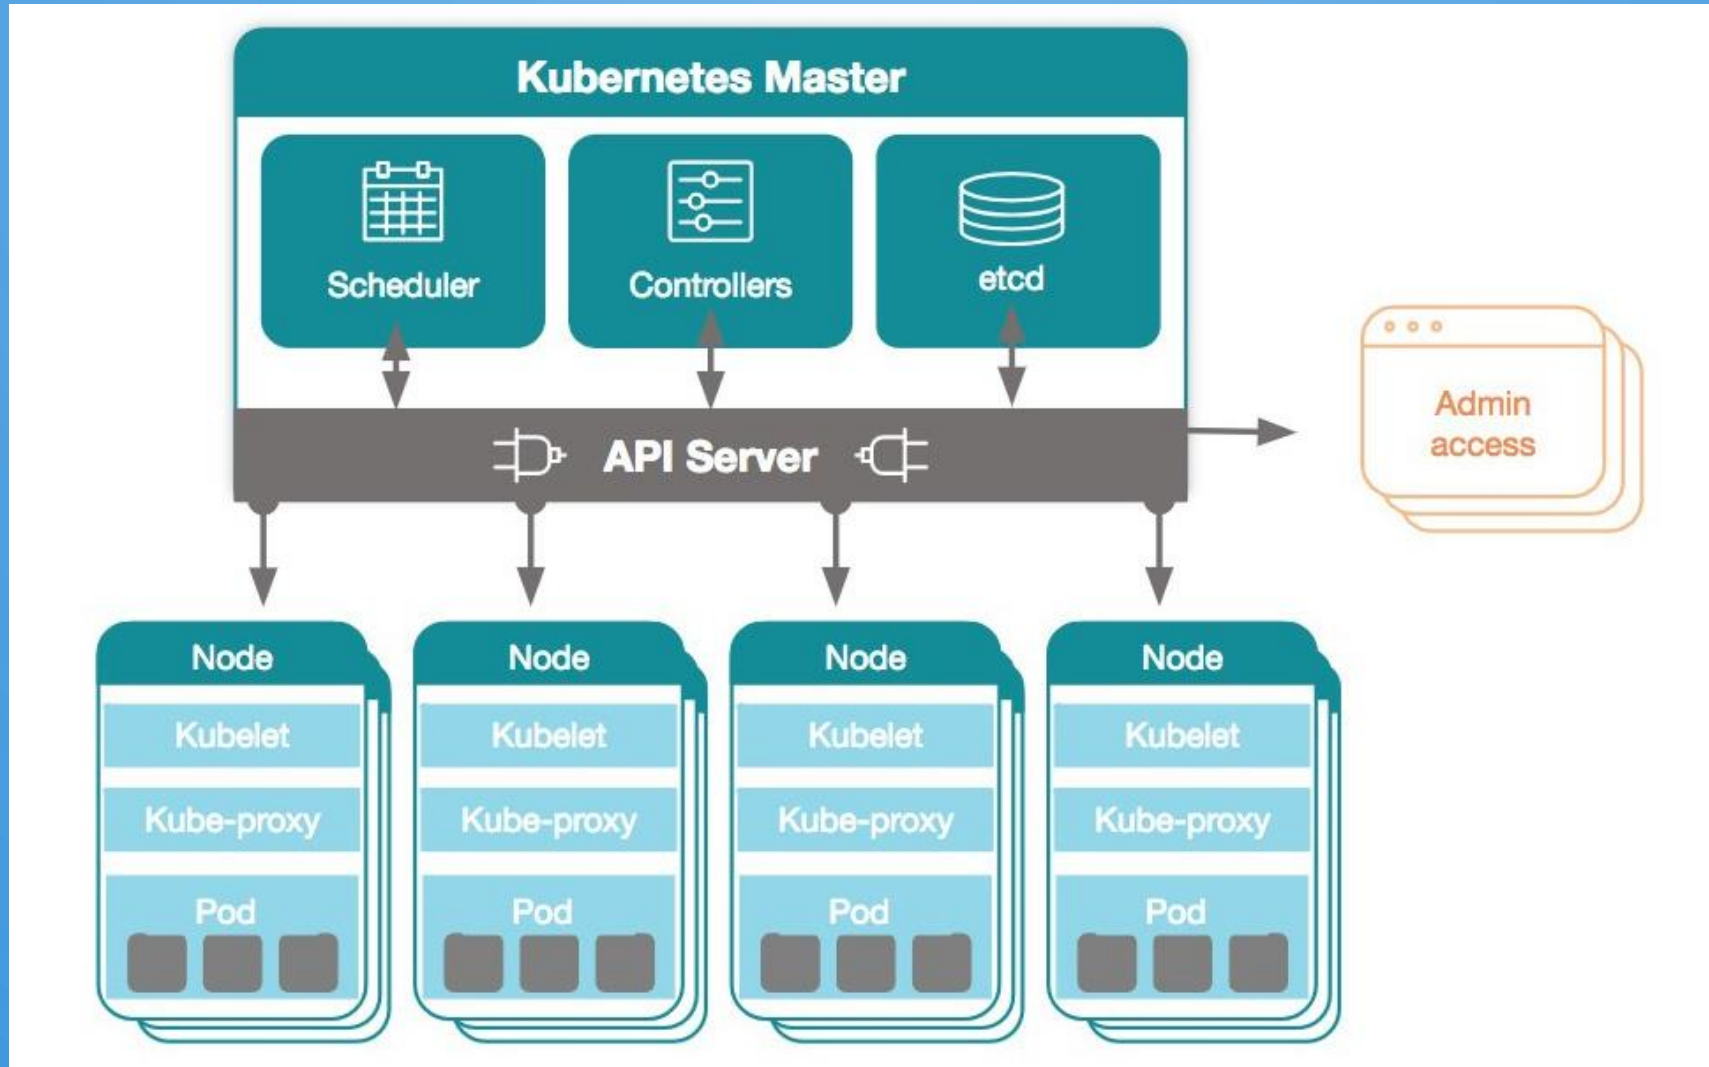 Kubernetes Master
Scheduler
Controllers
etcd
API Server
Admin
access
Node
Kubelet
Kube-proxy
Pod
Node
Kubelet
Kube-proxy
Pod
Node
Kubelet
Kube-proxy
Pod
Node
Kubelet
Kube-proxy
Pod